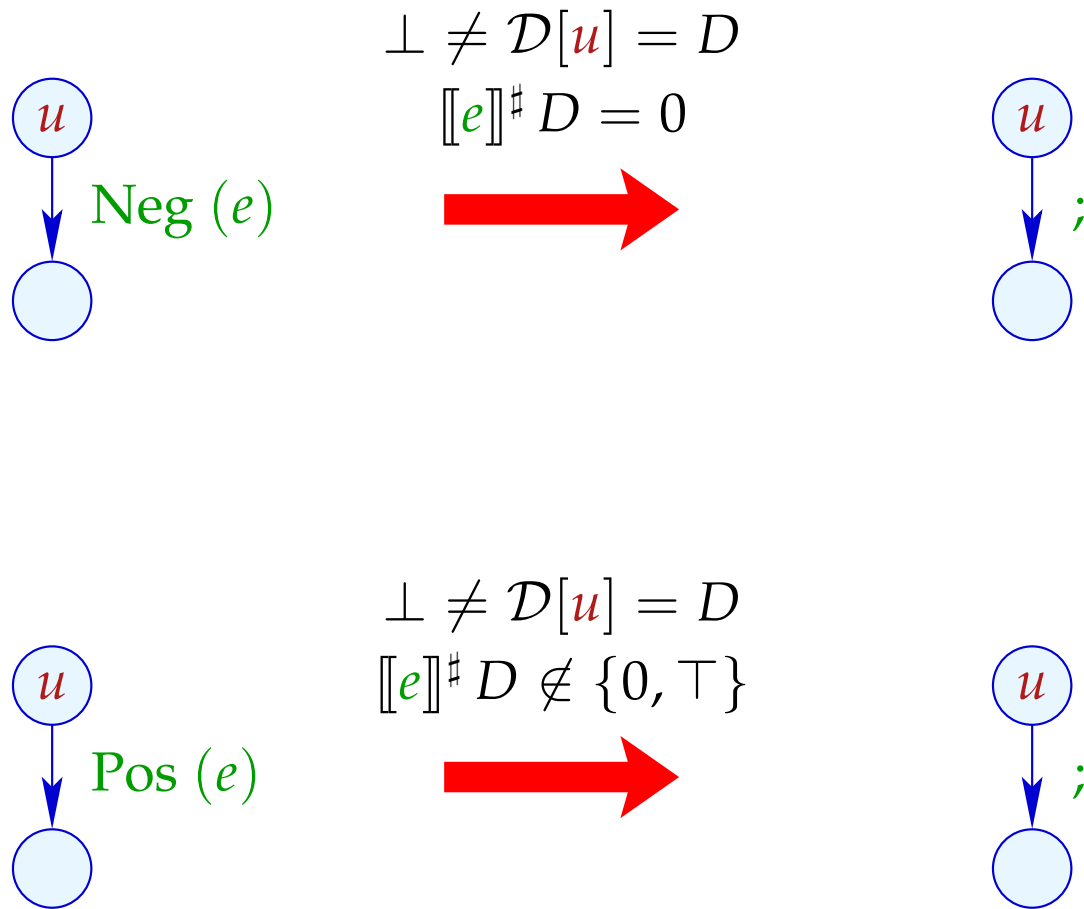 ⊥ ≠ 𝒟[u] = D
⟦e⟧♯ D = 0
u
u
Neg (e)
;
⊥ ≠ 𝒟[u] = D
⟦e⟧♯ D ∉ {0, ⊤}
u
u
Pos (e)
;